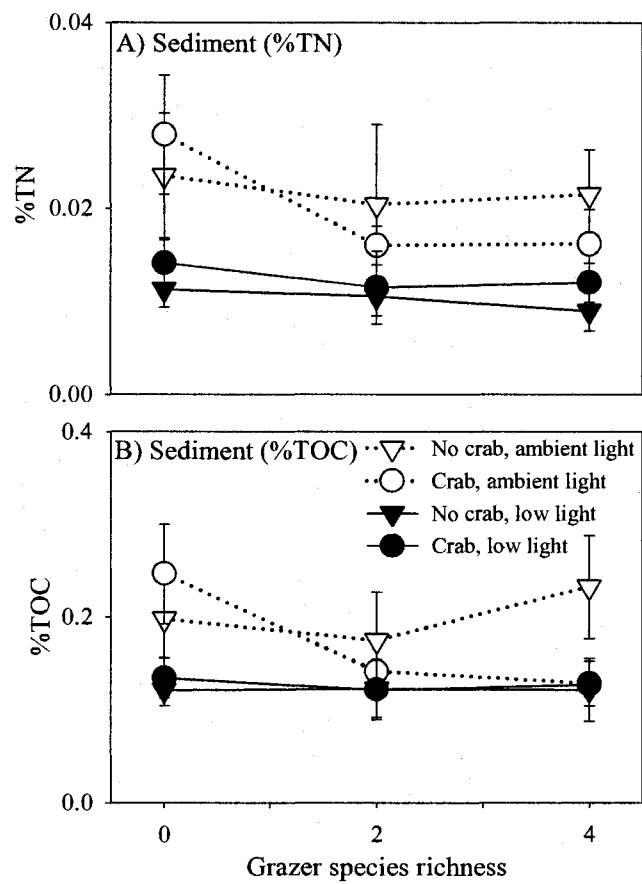 A) Sediment (%TN)
0.04
0.02
0.00
%TN
B) Sediment (%TOC)
No crab, ambient light
Crab, ambient light
No crab, low light
Crab, low light
0.4
0.2
0.0
%TOC
0 2 4
Grazer species richness